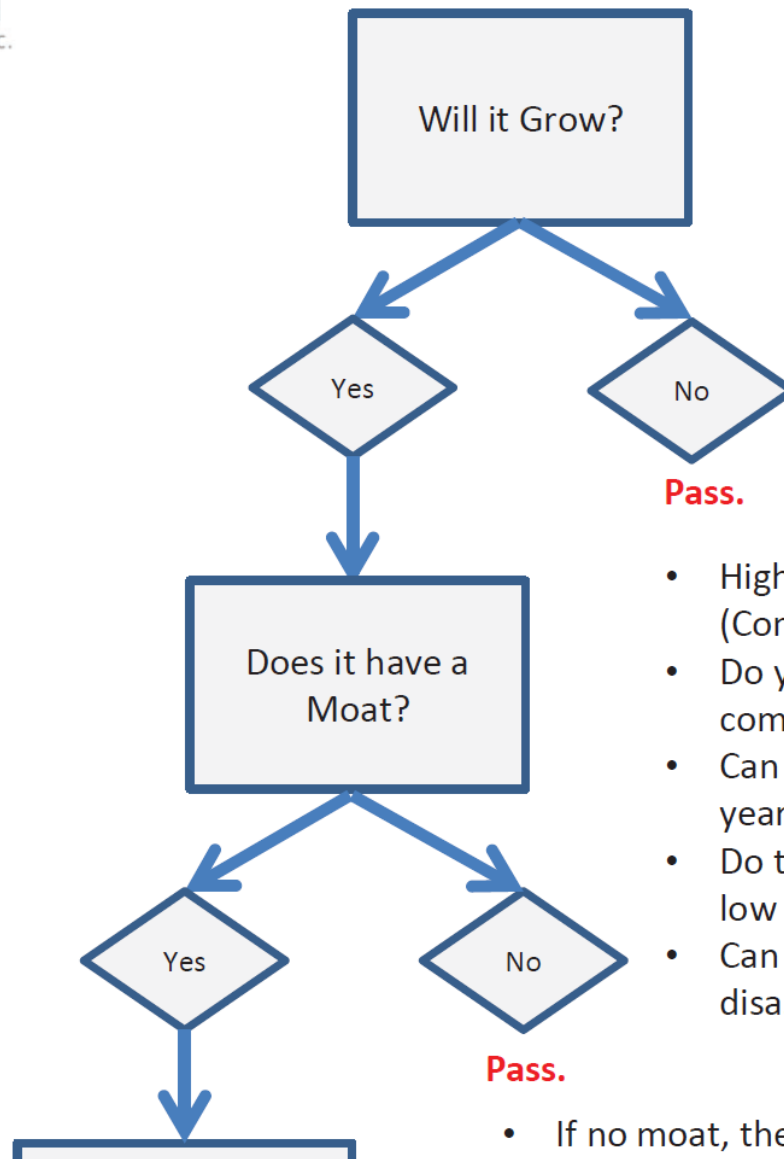 c.
Will it Grow?
Yes
No
Pass.
Does it have a
Moat?
• High
(Con
• Do y
com
• Can
year
• Do t
low
• Can
disa
Yes
No
Pass.
• If no moat, the